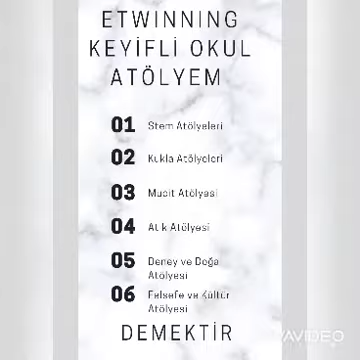 ETWINNING
KEYİFLİ OKUL
ATÖLYEM
01 Stem Atölyeleri
02 Kukla Atölyeleri
03 Mucit Atölyesi
04 Atık Atölyesi
05 Deney ve Doğa
Atölyesi
06 Felsefe ve Kültür
Atölyesi
DEMEKTİR